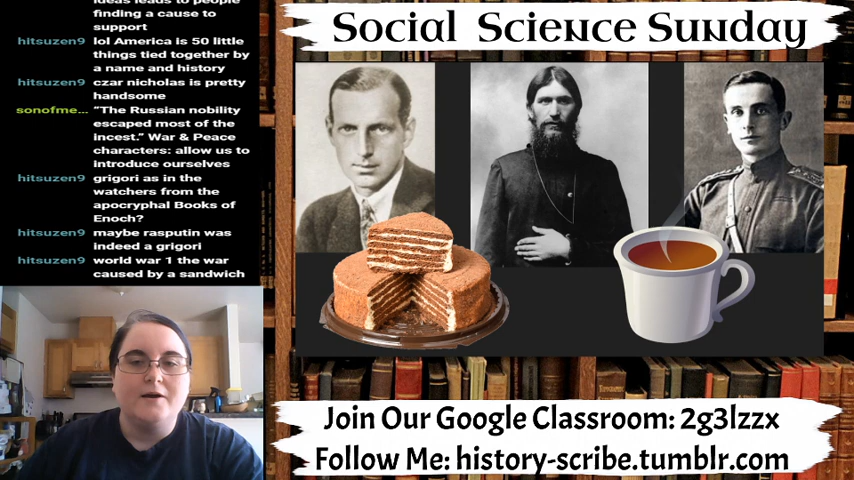 ideas leads to people
finding a cause to
support
hitsuzen9 lol America is 50 little
things tied together by
a name and history
hitsuzen9 czar nicholas is pretty
handsome
sonofme... "The Russian nobility
escaped most of the
incest." War & Peace
characters: allow us to
introduce ourselves
hitsuzen9 grigori as in the
watchers from the
apocryphal Books of
Enoch?
hitsuzen9 maybe rasputin was
indeed a grigori
hitsuzen9 world war 1 the war
caused by a sandwich
Social Science Sunday
Join Our Google Classroom: 2g3lzzx
Follow Me: history-scribe.tumblr.com